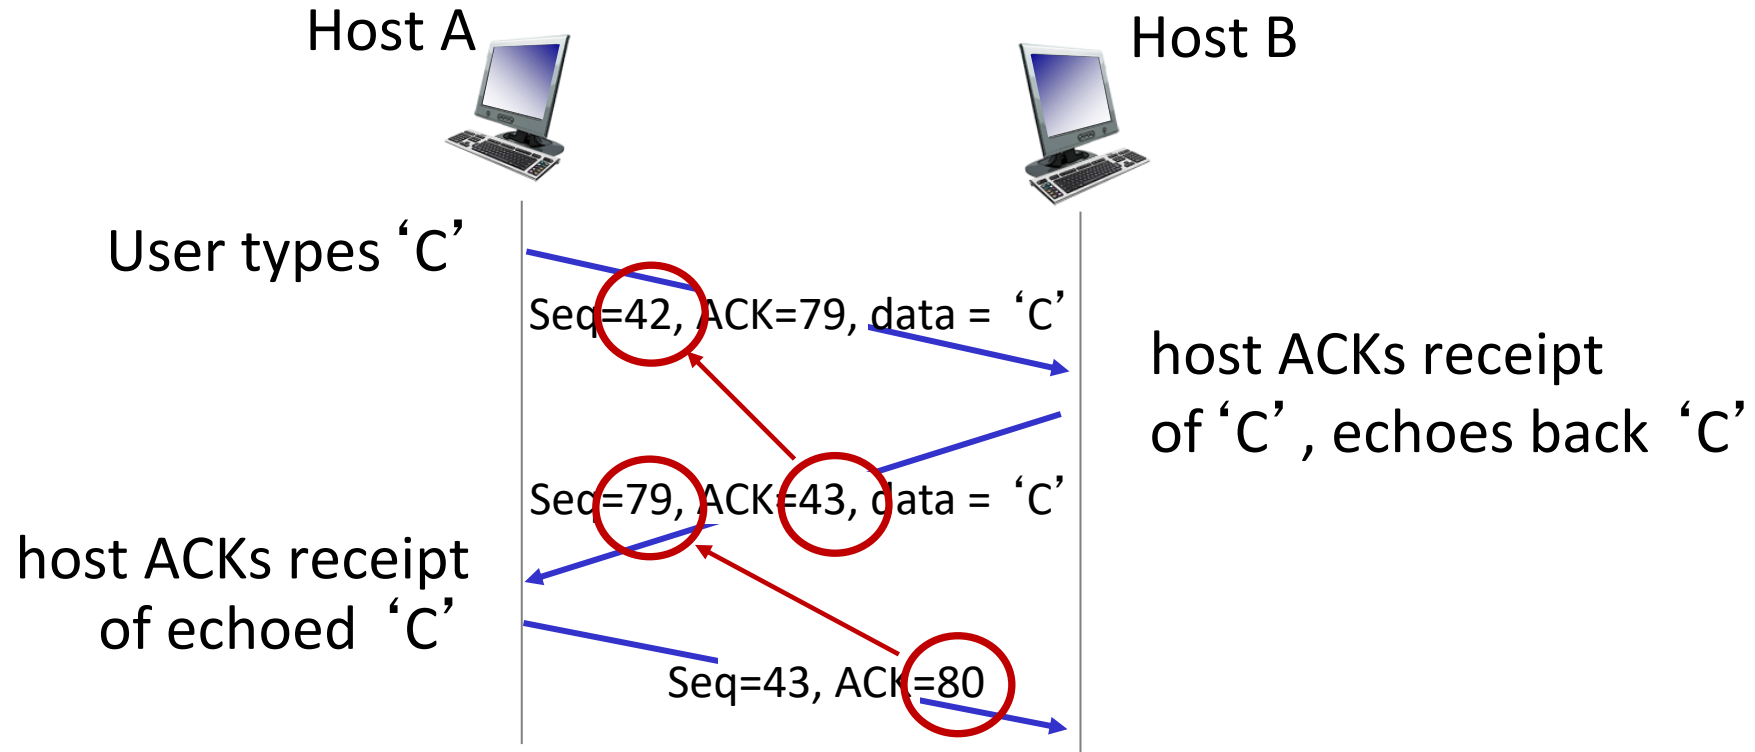 Host A
Host B
User types ‘C’
Seq=42, ACK=79, data = ‘C’
host ACKs receipt
of ‘C’, echoes back ‘C’
Seq=79, ACK=43, data = ‘C’
host ACKs receipt
of echoed ‘C’
Seq=43, ACK=80